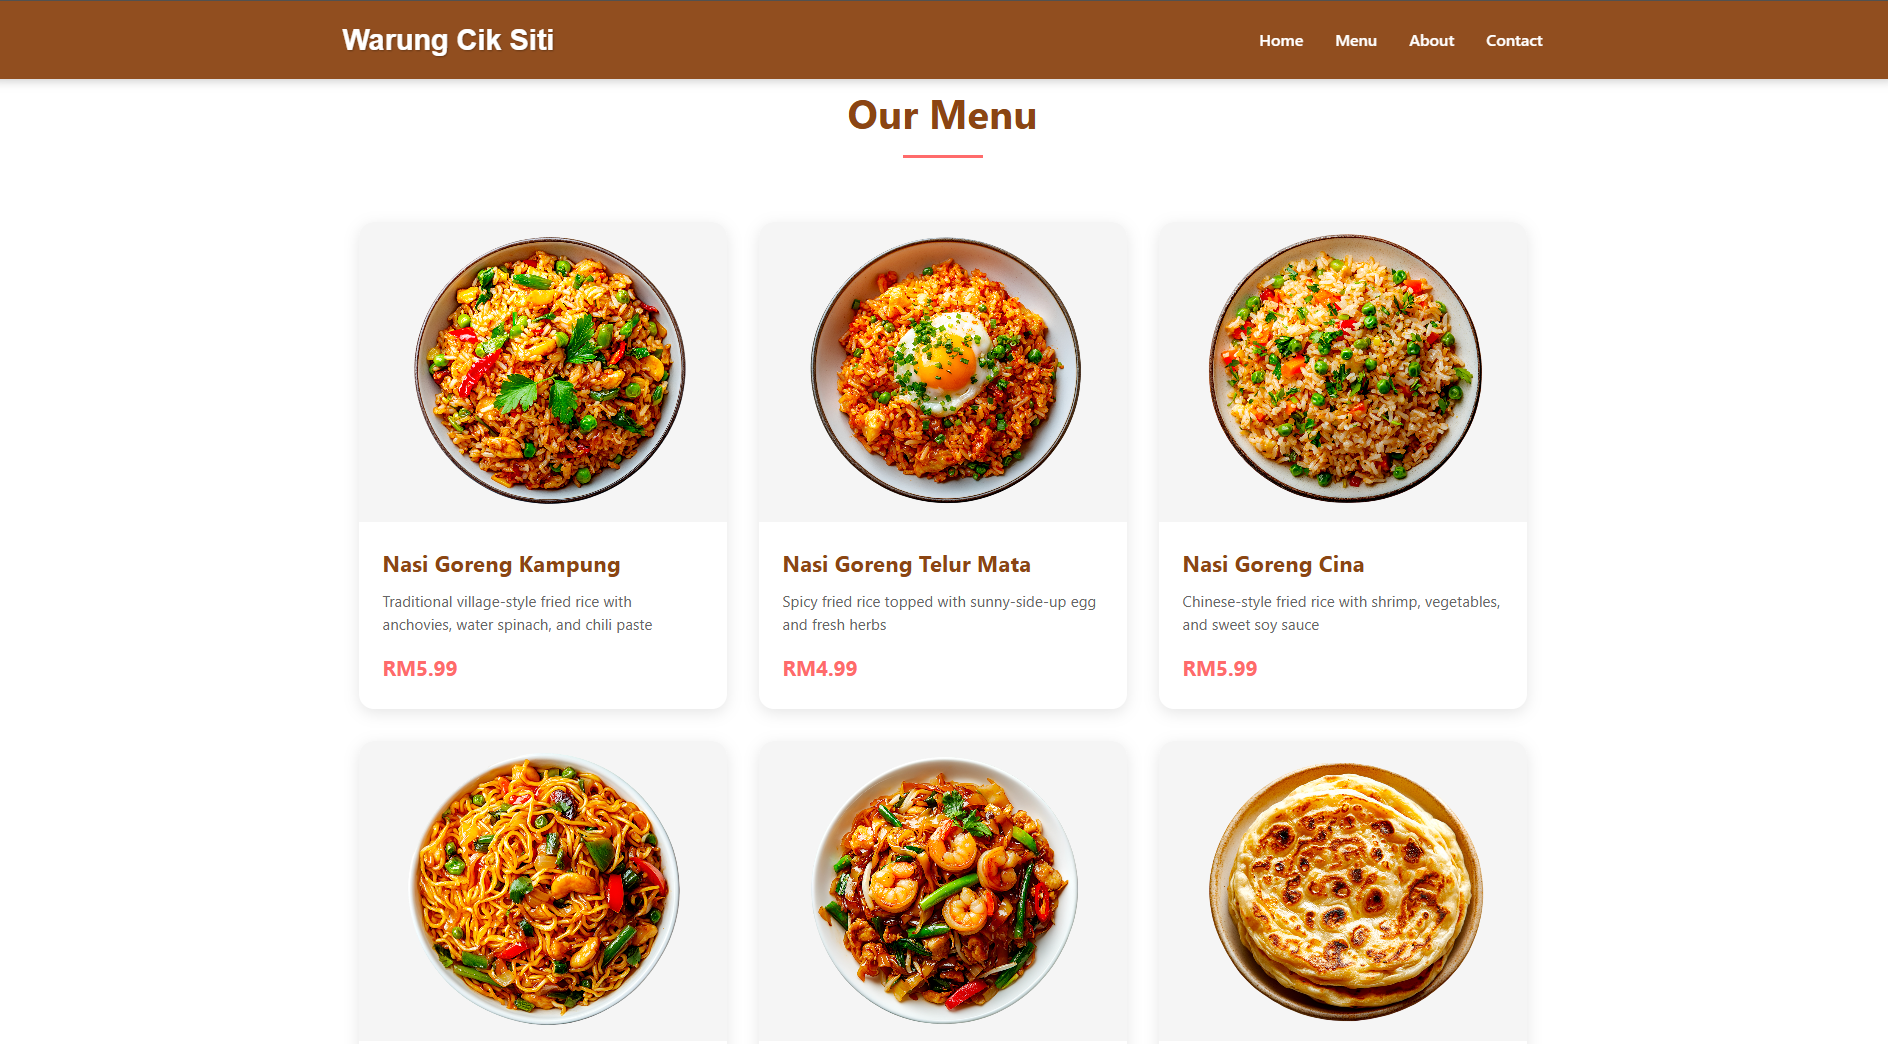 Warung Cik Siti
Home Menu About Contact
Our Menu
Nasi Goreng Kampung
Traditional village-style fried rice with
anchovies, water spinach, and chili paste
RM5.99
Nasi Goreng Telur Mata
Spicy fried rice topped with sunny-side-up egg
and fresh herbs
RM4.99
Nasi Goreng Cina
Chinese-style fried rice with shrimp, vegetables,
and sweet soy sauce
RM5.99